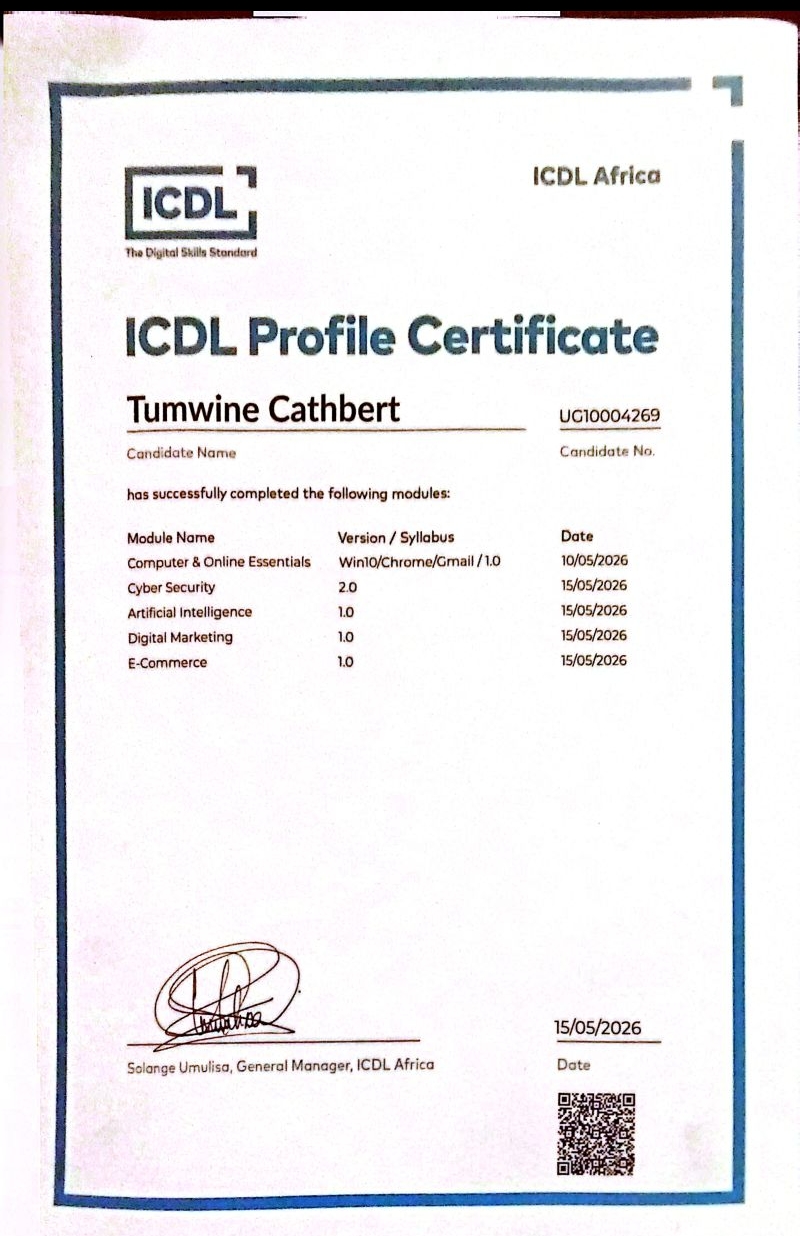 ICDL
The Digital Skills Standard
ICDL Africa
ICDL Profile Certificate
Tumwine Cathbert UG10004269
Candidate Name Candidate No.
has successfully completed the following modules:
Module Name Version / Syllabus Date
Computer & Online Essentials Win10/Chrome/Gmail / 1.0 10/05/2026
Cyber Security 2.0 15/05/2026
Artificial Intelligence 1.0 15/05/2026
Digital Marketing 1.0 15/05/2026
E-Commerce 1.0 15/05/2026
15/05/2026
Solange Umulisa, General Manager, ICDL Africa Date